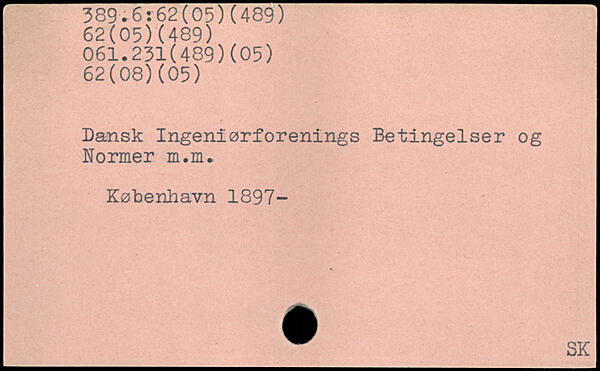 389.6:62(05)(489)
62(05)(489)
061.231(489)(05)
62(08)(05)
Dansk Ingeniørforenings Betingelser og
Normer m.m.
København 1897-
SK